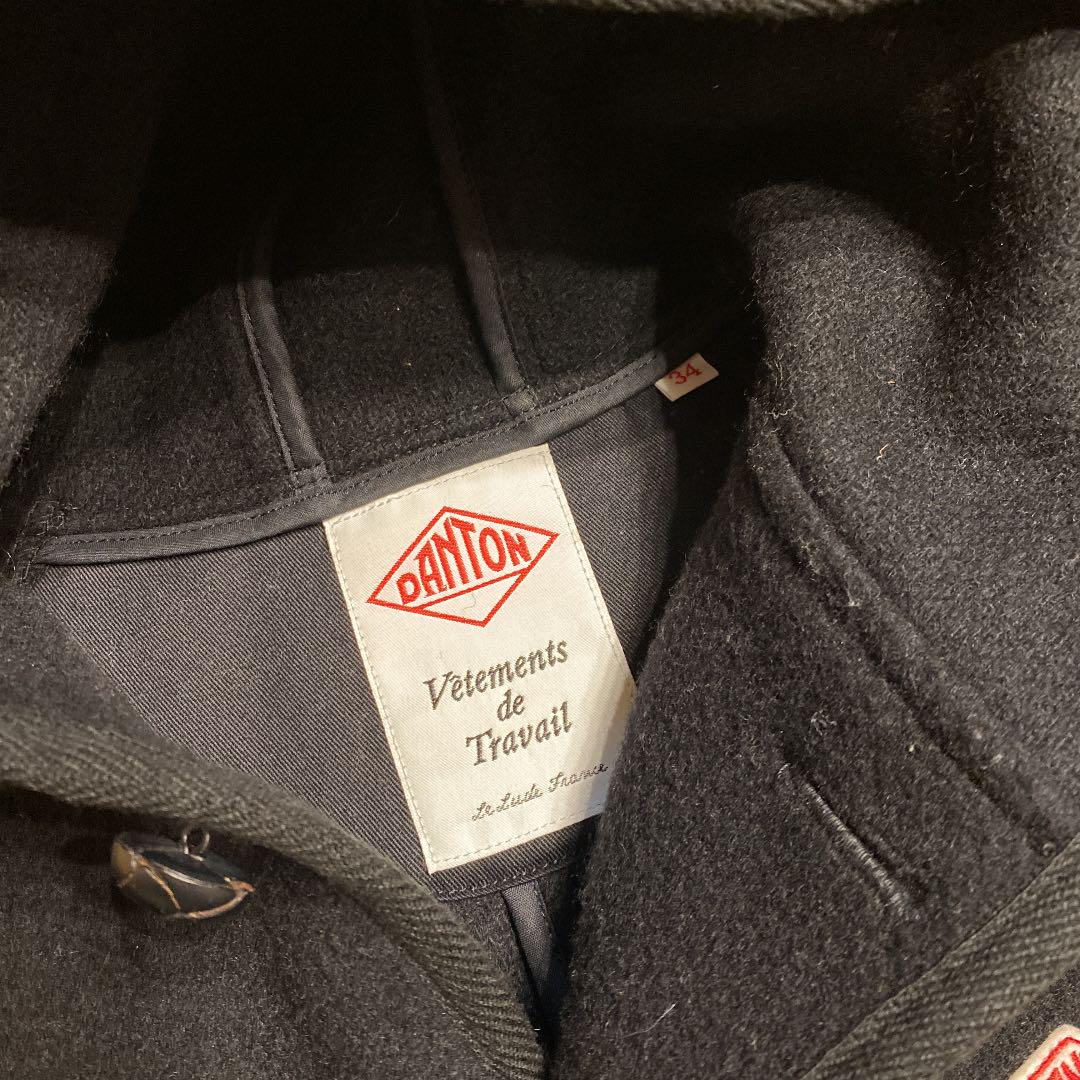 34
DANTON
Vêtements
de
Travail
Le Lude France